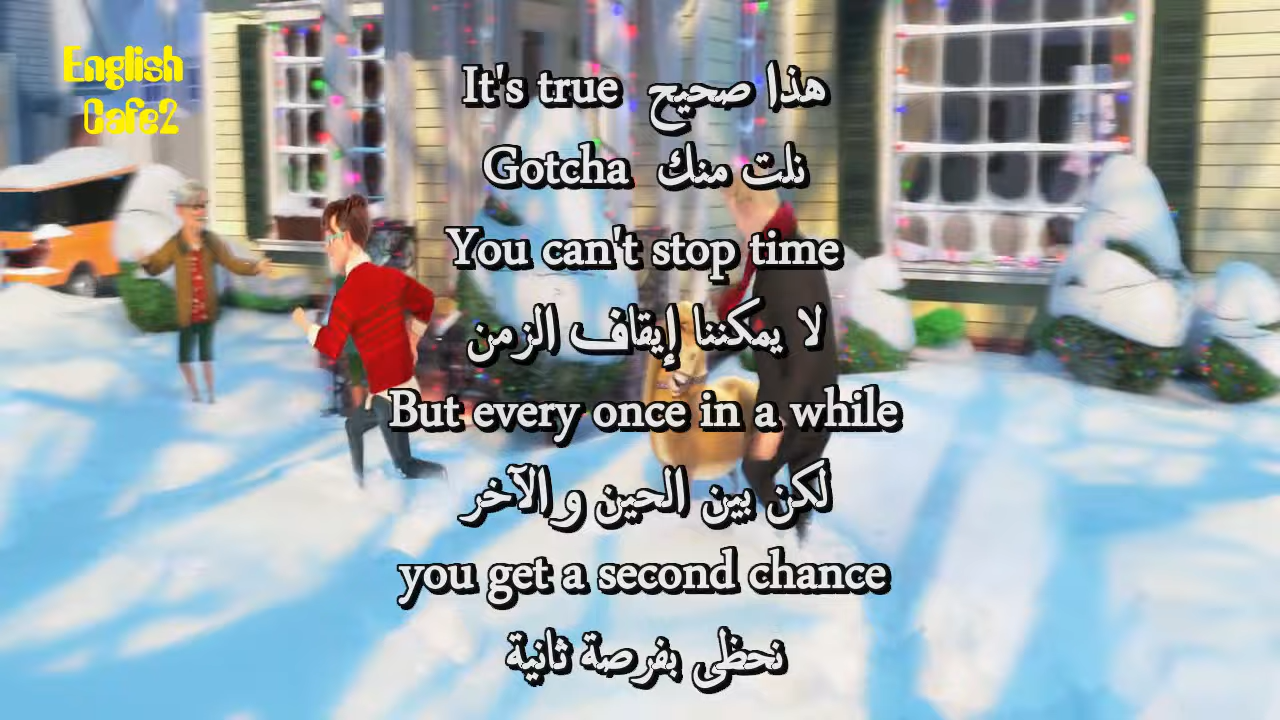 English
Cafe2
It's true هذا صحيح
Gotcha نلت منك
You can't stop time
لا يمكننا إيقاف الزمن
But every once in a while
لكن بين الحين و الآخر
you get a second chance
نحظى بفرصة ثانية